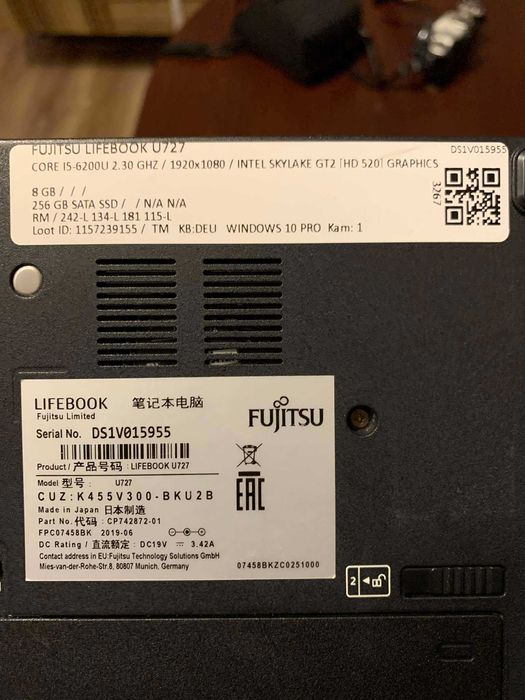 FUJITSU LIFEBOOK U727
DS1V015955
CORE I5-6200U 2.30 GHZ / 1920x1080 / INTEL SKYLAKE GT2 [HD 520] GRAPHICS
8 GB / / /
256 GB SATA SSD / / N/A N/A
RM / 242-L 134-L 181 115-L
Loot ID: 1157239155 / TM KB:DEU WINDOWS 10 PRO Kam: 1
3267
LIFEBOOK 笔记本电脑
Fujitsu Limited
FUJITSU
Serial No. DS1V015955
Product / 产品号码 : LIFEBOOK U727
Model 型号 : U727
CUZ:K455V300-BKU2B
Made in Japan 日本制造
Part No. 代码 : CP742872-01
FPC07458BK 2019-06
DC Rating / 直流额定 : DC19V 3.42A
Contact address in EU:Fujitsu Technology Solutions GmbH
Mies-van-der-Rohe-Str.8, 80807 Munich, Germany
EAC
07458BKZC0251000
2